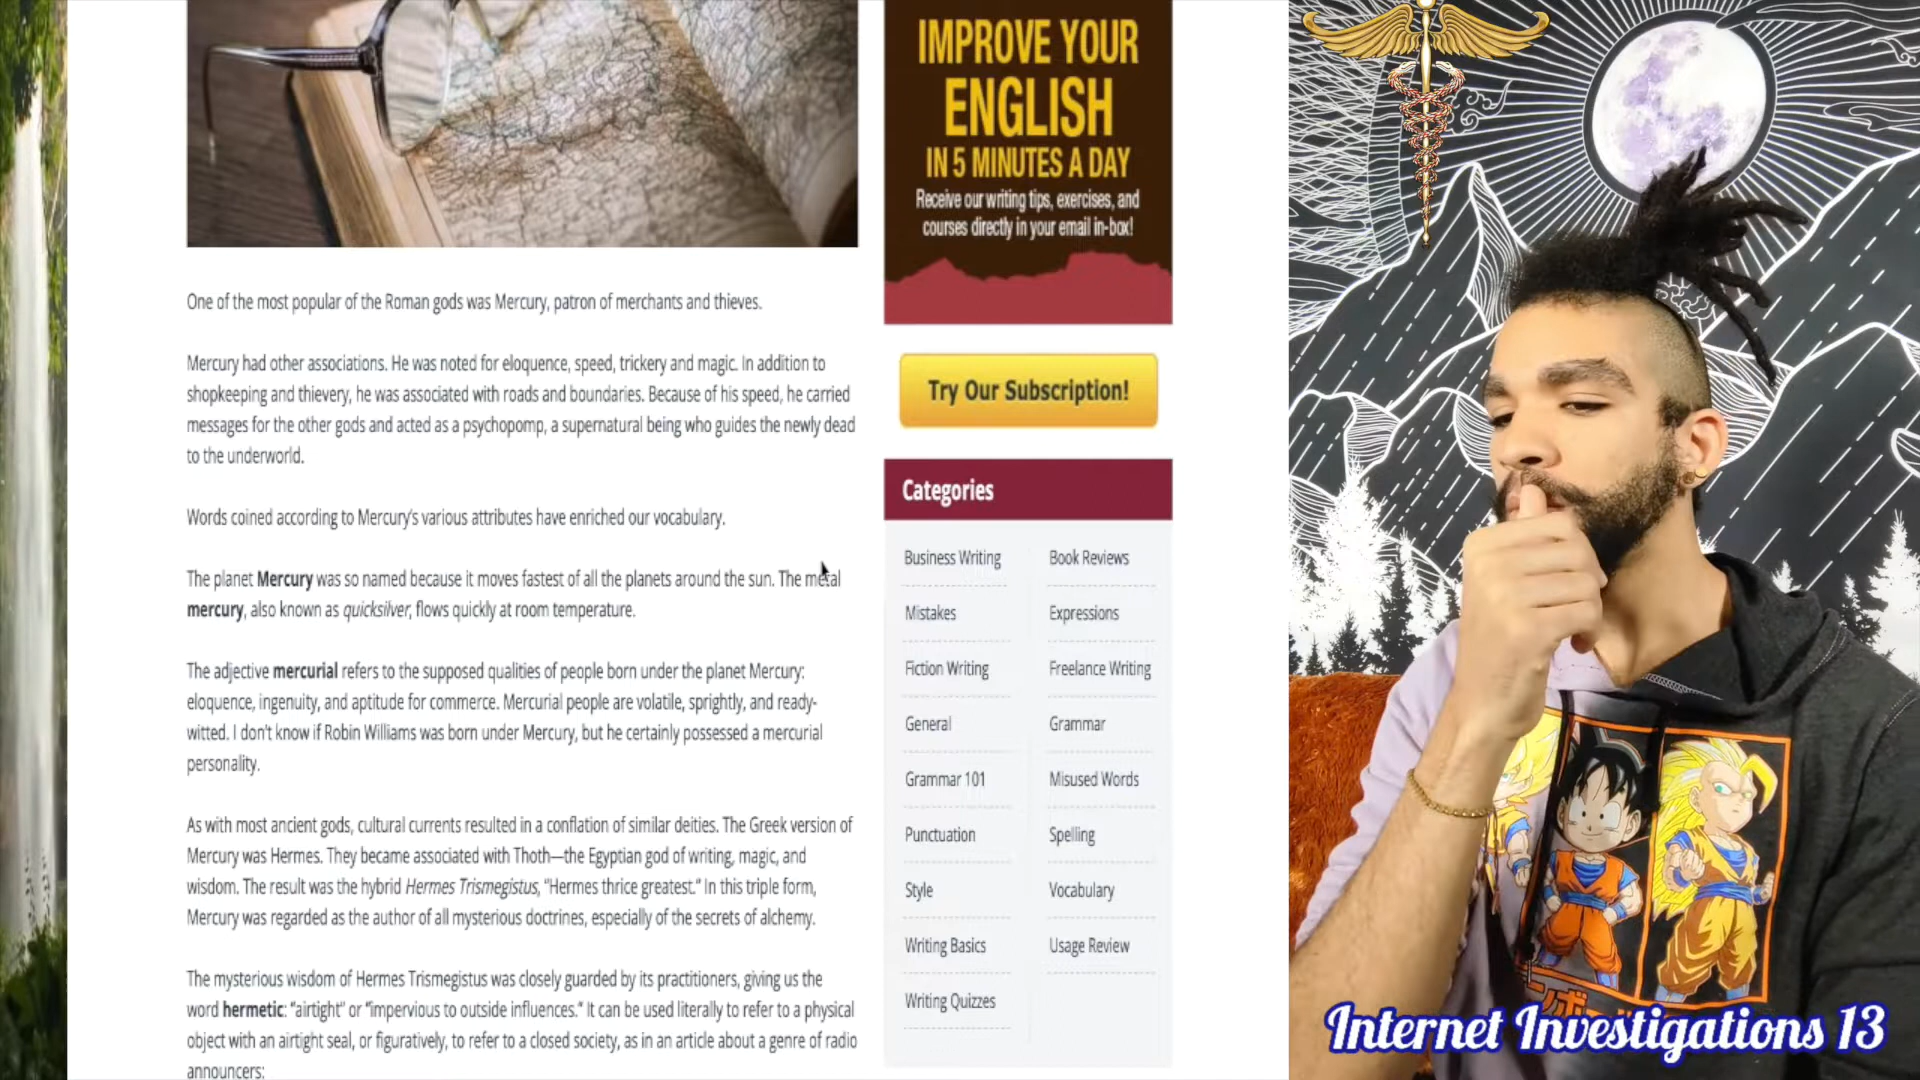 One of the most popular of the Roman gods was Mercury, patron of merchants and thieves.
Mercury had other associations. He was noted for eloquence, speed, trickery and magic. In addition to
shopkeeping and thievery, he was associated with roads and boundaries. Because of his speed, he carried
messages for the other gods and acted as a psychopomp, a supernatural being who guides the newly dead
to the underworld.
Words coined according to Mercury's various attributes have enriched our vocabulary.
The planet Mercury was so named because it moves fastest of all the planets around the sun. The metal
mercury, also known as quicksilver, flows quickly at room temperature.
The adjective mercurial refers to the supposed qualities of people born under the planet Mercury:
eloquence, ingenuity, and aptitude for commerce. Mercurial people are volatile, sprightly, and ready-
witted. I don't know if Robin Williams was born under Mercury, but he certainly possessed a mercurial
personality.
As with most ancient gods, cultural currents resulted in a conflation of similar deities. The Greek version of
Mercury was Hermes. They became associated with Thoth—the Egyptian god of writing, magic, and
wisdom. The result was the hybrid Hermes Trismegistus, "Hermes thrice greatest." In this triple form,
Mercury was regarded as the author of all mysterious doctrines, especially of the secrets of alchemy.
The mysterious wisdom of Hermes Trismegistus was closely guarded by its practitioners, giving us the
word hermetic: "airtight" or "impervious to outside influences." It can be used literally to refer to a physical
object with an airtight seal, or figuratively, to refer to a closed society, as in an article about a genre of radio
announcers:
IMPROVE YOUR
ENGLISH
IN 5 MINUTES A DAY
Receive our writing tips, exercises, and
courses directly in your email in-box!
Try Our Subscription!
Categories
Business Writing
Book Reviews
Mistakes
Expressions
Fiction Writing
Freelance Writing
General
Grammar
Grammar 101
Misused Words
Punctuation
Spelling
Style
Vocabulary
Writing Basics
Usage Review
Writing Quizzes
Internet Investigations 13